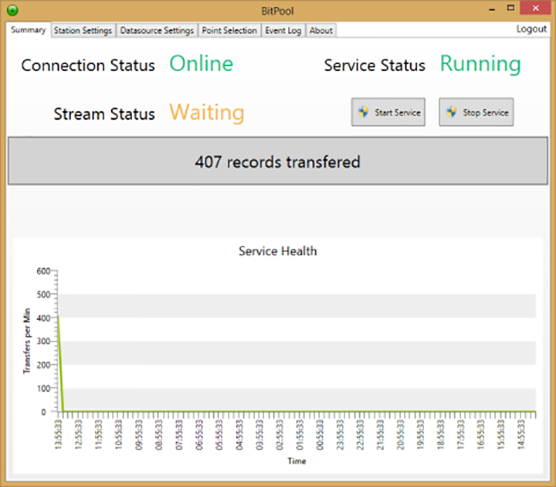 BitPool
Summary Station Settings Datasource Settings Point Selection Event Log About Logout
Connection Status Online Service Status Running
Stream Status Waiting Start Service Stop Service
407 records transfered
Service Health
600
500
400
300
200
100
0
Transfers per Min
13:55:33 12:55:33 11:55:33 10:55:33 09:55:33 08:55:33 07:55:33 06:55:33 05:55:33 04:55:33 03:55:33 02:55:33 01:55:33 00:55:33 23:55:33 22:55:33 21:55:33 20:55:33 19:55:33 18:55:33 17:55:33 16:55:33 15:55:33 14:55:33
Time